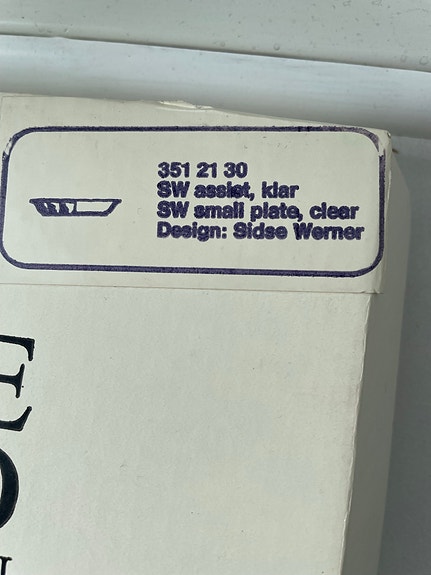 351 21 30
SW assiet, klar
SW small plate, clear
Design: Sidse Werner